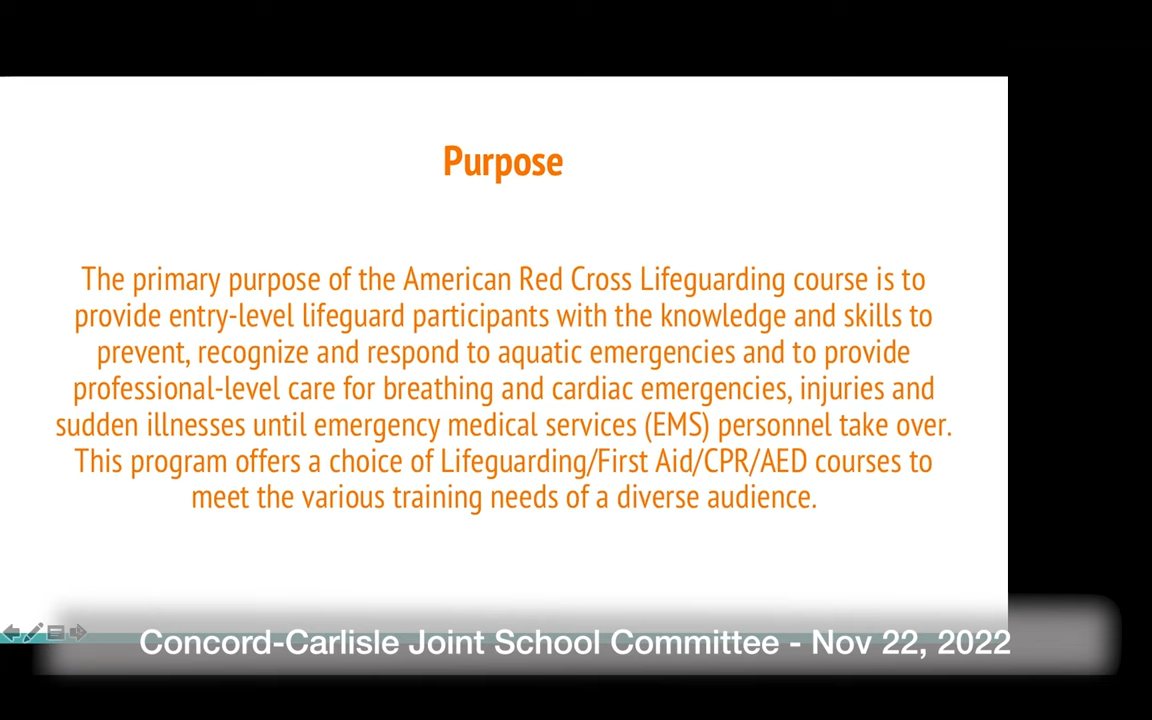 Purpose
The primary purpose of the American Red Cross Lifeguarding course is to
provide entry-level lifeguard participants with the knowledge and skills to
prevent, recognize and respond to aquatic emergencies and to provide
professional-level care for breathing and cardiac emergencies, injuries and
sudden illnesses until emergency medical services (EMS) personnel take over.
This program offers a choice of Lifeguarding/First Aid/CPR/AED courses to
meet the various training needs of a diverse audience.
Concord-Carlisle Joint School Committee - Nov 22, 2022